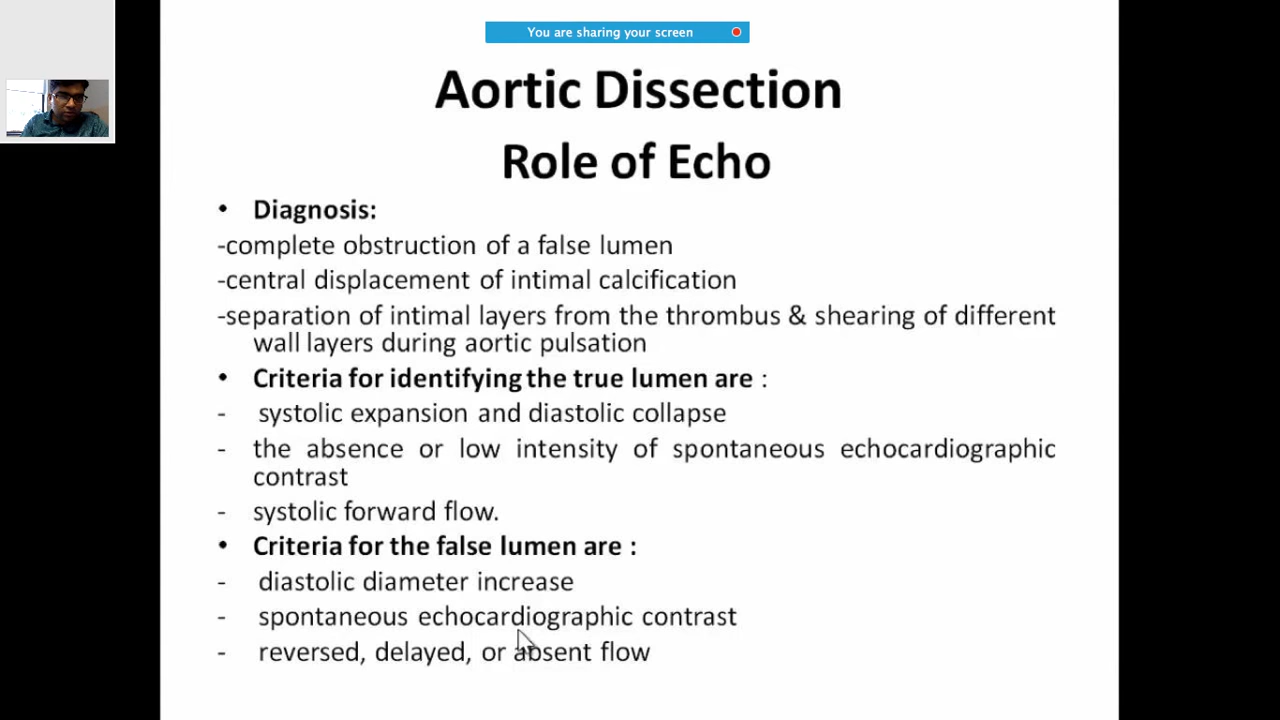 You are sharing your screen
Aortic Dissection
Role of Echo
• Diagnosis:
-complete obstruction of a false lumen
-central displacement of intimal calcification
-separation of intimal layers from the thrombus & shearing of different
wall layers during aortic pulsation
• Criteria for identifying the true lumen are :
- systolic expansion and diastolic collapse
- the absence or low intensity of spontaneous echocardiographic
contrast
- systolic forward flow.
• Criteria for the false lumen are :
- diastolic diameter increase
- spontaneous echocardiographic contrast
- reversed, delayed, or absent flow